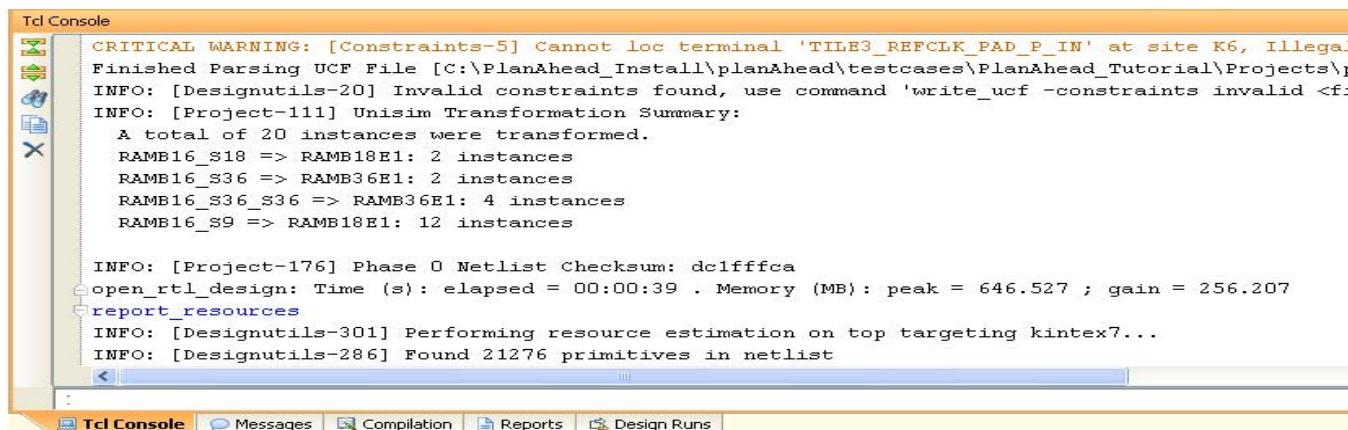 Tcl Console
CRITICAL WARNING: [Constraints-5] Cannot loc terminal 'TILE3_REFCLK_PAD_P_IN' at site K6, Illegal
Finished Parsing UCF File [C:\PlanAhead_Install\planAhead\testcases\PlanAhead_Tutorial\Projects\p
INFO: [Designutils-20] Invalid constraints found, use command 'write_ucf -constraints invalid <fi
INFO: [Project-111] Unisim Transformation Summary:
A total of 20 instances were transformed.
RAMB16_S18 => RAMB18E1: 2 instances
RAMB16_S36 => RAMB36E1: 2 instances
RAMB16_S36_S36 => RAMB36E1: 4 instances
RAMB16_S9 => RAMB18E1: 12 instances
INFO: [Project-176] Phase 0 Netlist Checksum: dc1fffca
open_rtl_design: Time (s): elapsed = 00:00:39 . Memory (MB): peak = 646.527 ; gain = 256.207
report_resources
INFO: [Designutils-301] Performing resource estimation on top targeting kintex7...
INFO: [Designutils-286] Found 21276 primitives in netlist
:
Tcl Console Messages Compilation Reports Design Runs